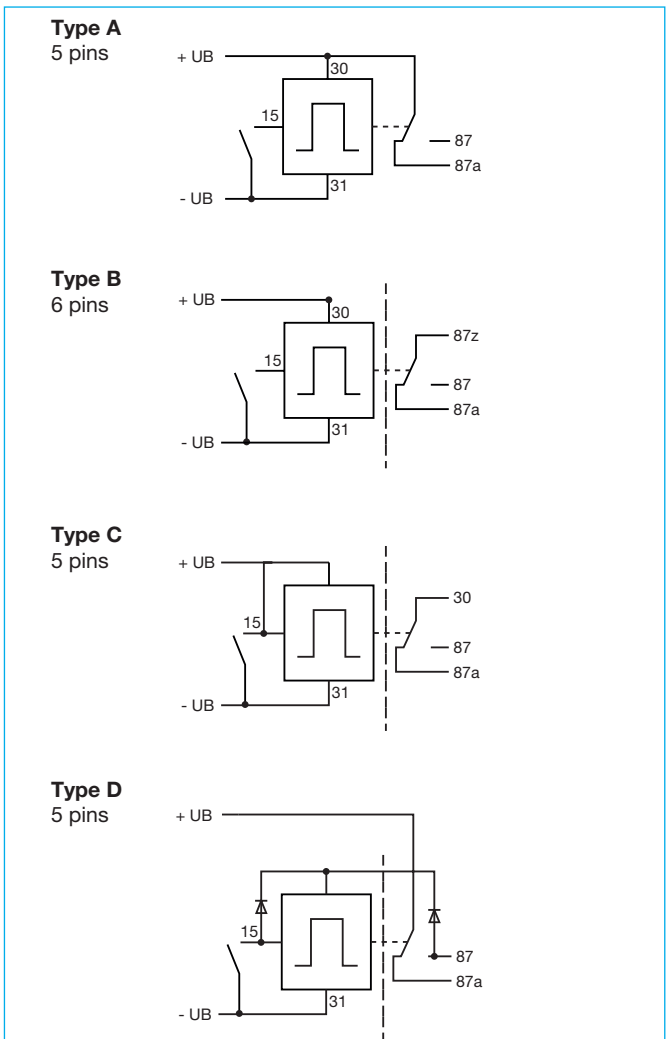 Type A
5 pins
+ UB
30
15
87
87a
31
- UB
Type B
6 pins
+ UB
30
87z
15
87
87a
31
- UB
Type C
5 pins
+ UB
30
15
87
87a
31
- UB
Type D
5 pins
+ UB
15
87
87a
31
- UB